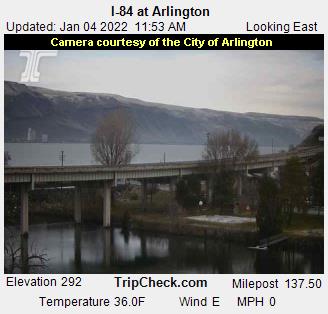 I-84 at Arlington
Updated: Jan 04 2022 11:53 AM Looking East
Camera courtesy of the City of Arlington
Elevation 292 TripCheck.com Milepost 137.50
Temperature 36.0F Wind E MPH 0